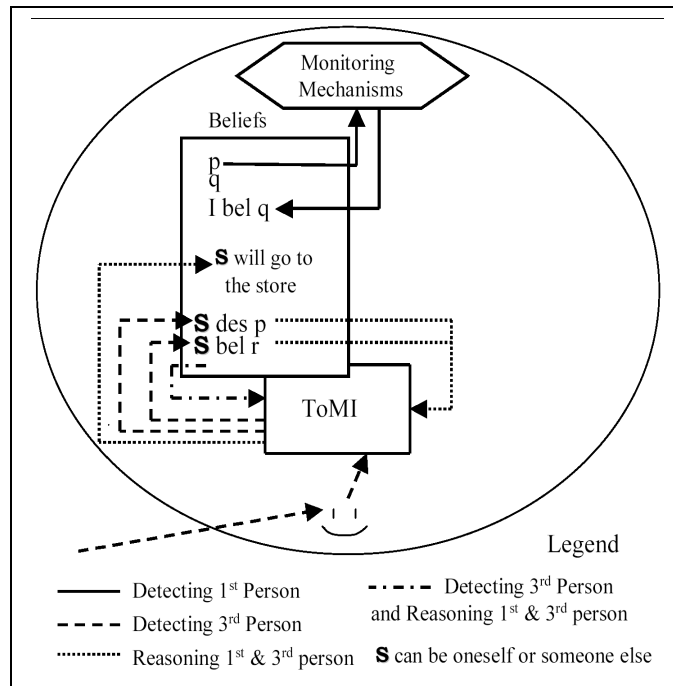 Monitoring
Mechanisms
Beliefs
p
q
I bel q
S will go to
the store
S des p
S bel r
ToMI
Legend
Detecting 1st Person
Detecting 3rd Person
Reasoning 1st & 3rd person
Detecting 3rd Person
and Reasoning 1st & 3rd person
S can be oneself or someone else